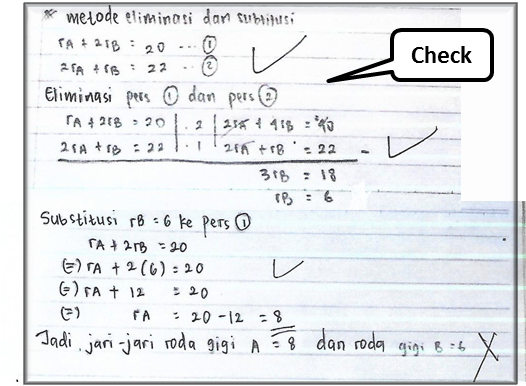 * metode eliminasi dan subtitusi
rA + 2rB = 20 ... ①
2rA + rB = 22 ... ②
Check
Eliminasi pers ① dan pers ②
rA + 2rB = 20 | . 2 | 2rA + 4rB = 40
2rA + rB = 22 | . 1 | 2rA + rB = 22 -
3rB = 18
rB = 6
Substitusi rB = 6 ke pers ①
rA + 2rB = 20
(=) rA + 2(6) = 20
(=) rA + 12 = 20
(=) rA = 20 - 12 = 8
Jadi, jari-jari roda gigi A = 8 dan roda gigi B = 6